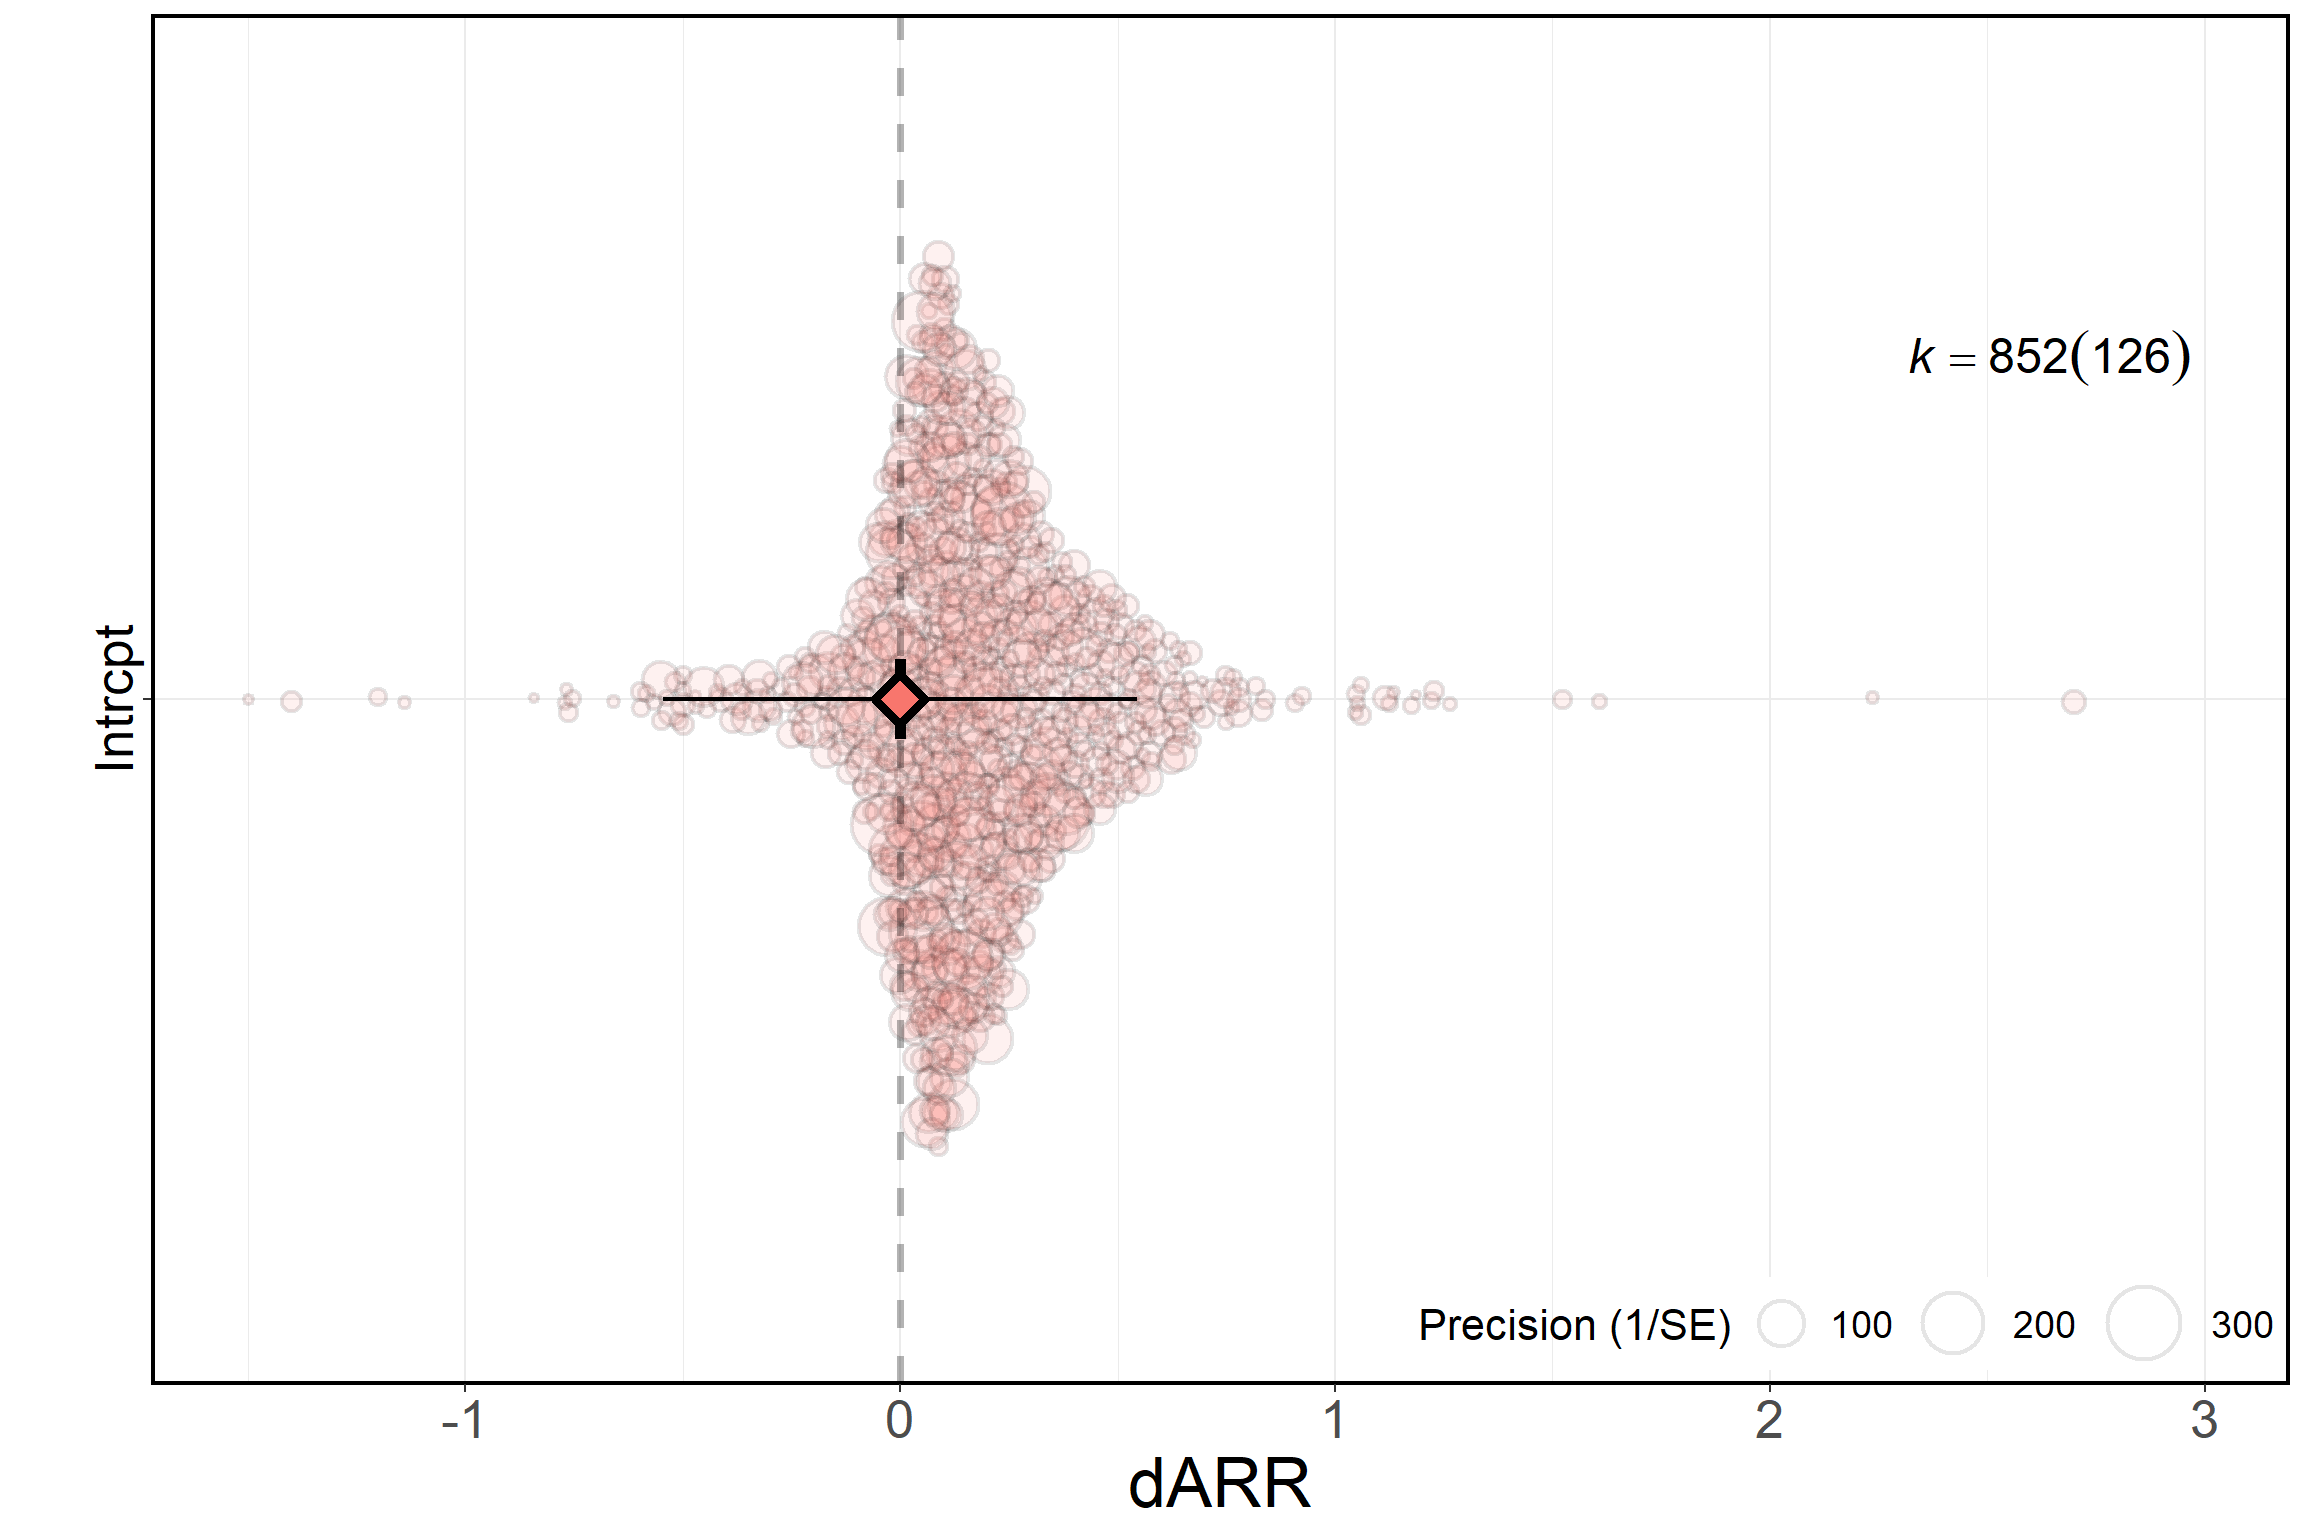 k = 852(126)
Intrcpt
Precision (1/SE) 100 200 300
-1 0 1 2 3
dARR